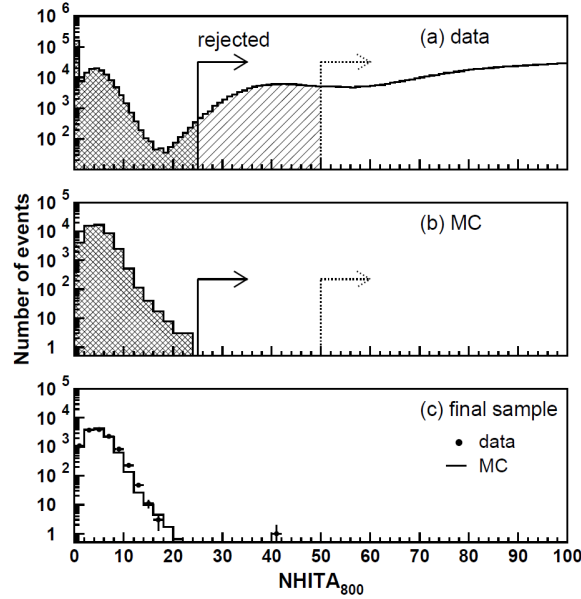 10^6
10^5
10^4
10^3
10^2
rejected
(a) data
Number of events
10^5
10^4
10^3
10^2
10
1
(b) MC
10^5
10^4
10^3
10^2
10
1
(c) final sample
data
MC
0 10 20 30 40 50 60 70 80 90 100
NHITA_800